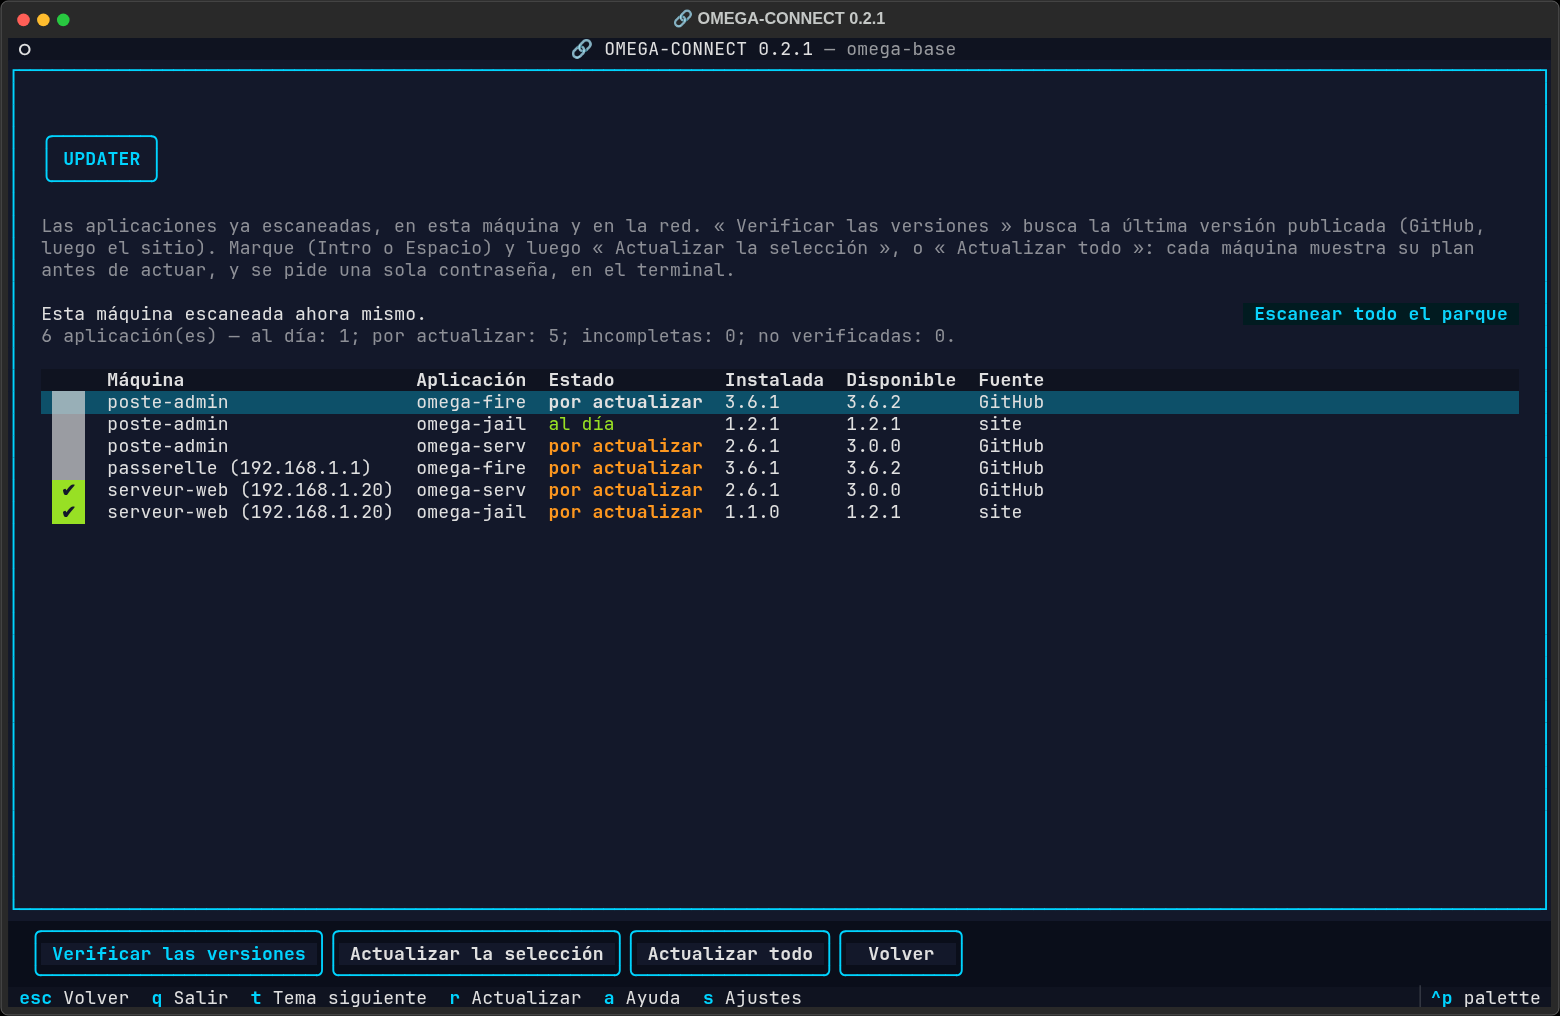 🔗 OMEGA-CONNECT 0.2.1
🔗 OMEGA-CONNECT 0.2.1 — omega-base
UPDATER
Las aplicaciones ya escaneadas, en esta máquina y en la red. « Verificar las versiones » busca la última versión publicada (GitHub,
luego el sitio). Marque (Intro o Espacio) y luego « Actualizar la selección », o « Actualizar todo »: cada máquina muestra su plan
antes de actuar, y se pide una sola contraseña, en el terminal.
Esta máquina escaneada ahora mismo. Escanear todo el parque
6 aplicación(es) — al día: 1; por actualizar: 5; incompletas: 0; no verificadas: 0.
Máquina Aplicación Estado Instalada Disponible Fuente
poste-admin omega-fire por actualizar 3.6.1 3.6.2 GitHub
poste-admin omega-jail al día 1.2.1 1.2.1 site
poste-admin omega-serv por actualizar 2.6.1 3.0.0 GitHub
passerelle (192.168.1.1) omega-fire por actualizar 3.6.1 3.6.2 GitHub
✔ serveur-web (192.168.1.20) omega-serv por actualizar 2.6.1 3.0.0 GitHub
✔ serveur-web (192.168.1.20) omega-jail por actualizar 1.1.0 1.2.1 site
Verificar las versiones Actualizar la selección Actualizar todo Volver
esc Volver q Salir t Tema siguiente r Actualizar a Ayuda s Ajustes ^p palette